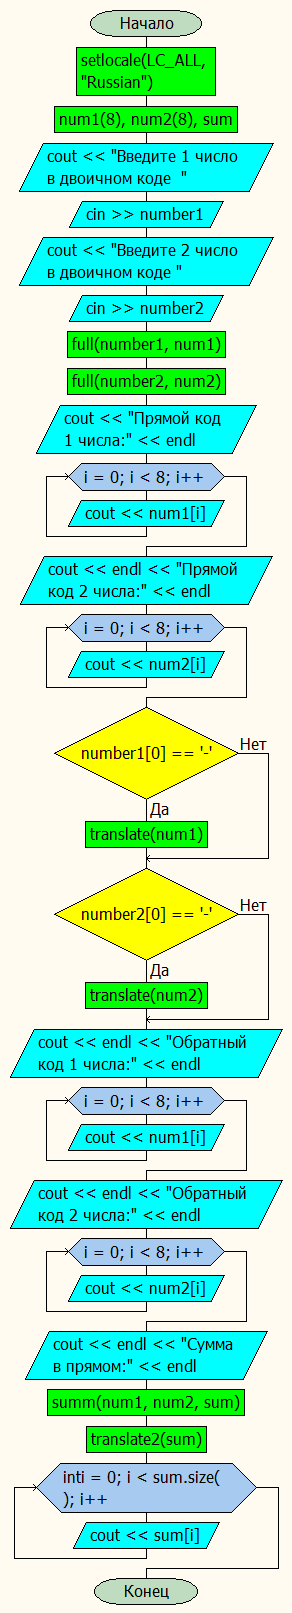 Начало
setlocale(LC_ALL,
"Russian")
num1(8), num2(8), sum
cout << "Введите 1 число
в двоичном коде  "
cin >> number1
cout << "Введите 2 число
в двоичном коде "
cin >> number2
full(number1, num1)
full(number2, num2)
cout << "Прямой код
1 числа:" << endl
i = 0; i < 8; i++
cout << num1[i]
cout << endl << "Прямой
код 2 числа:" << endl
i = 0; i < 8; i++
cout << num2[i]
number1[0] == '-'
Нет
Да
translate(num1)
number2[0] == '-'
Нет
Да
translate(num2)
cout << endl << "Обратный
код 1 числа:" << endl
i = 0; i < 8; i++
cout << num1[i]
cout << endl << "Обратный
код 2 числа:" << endl
i = 0; i < 8; i++
cout << num2[i]
cout << endl << "Сумма
в прямом:" << endl
summ(num1, num2, sum)
translate2(sum)
inti = 0; i < sum.size(
); i++
cout << sum[i]
Конец